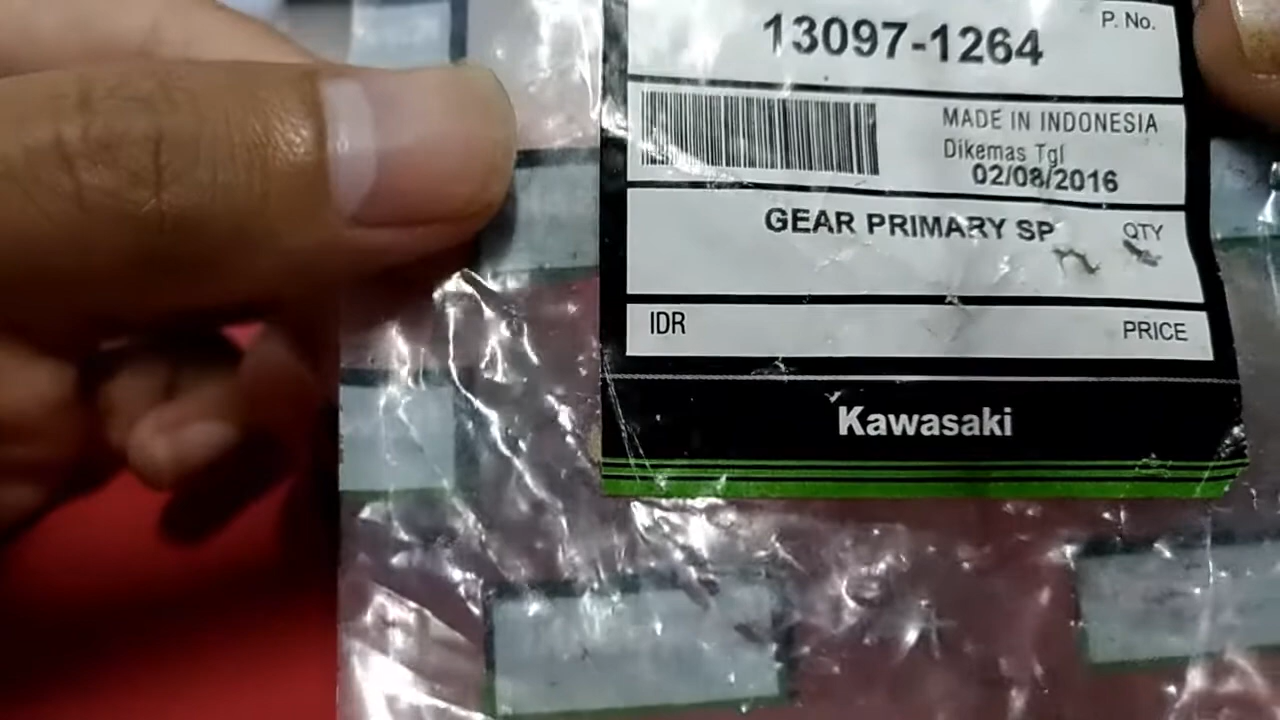 P. No.
13097-1264
MADE IN INDONESIA
Dikemas Tgl
02/08/2016
GEAR PRIMARY SP
QTY
IDR
PRICE
Kawasaki